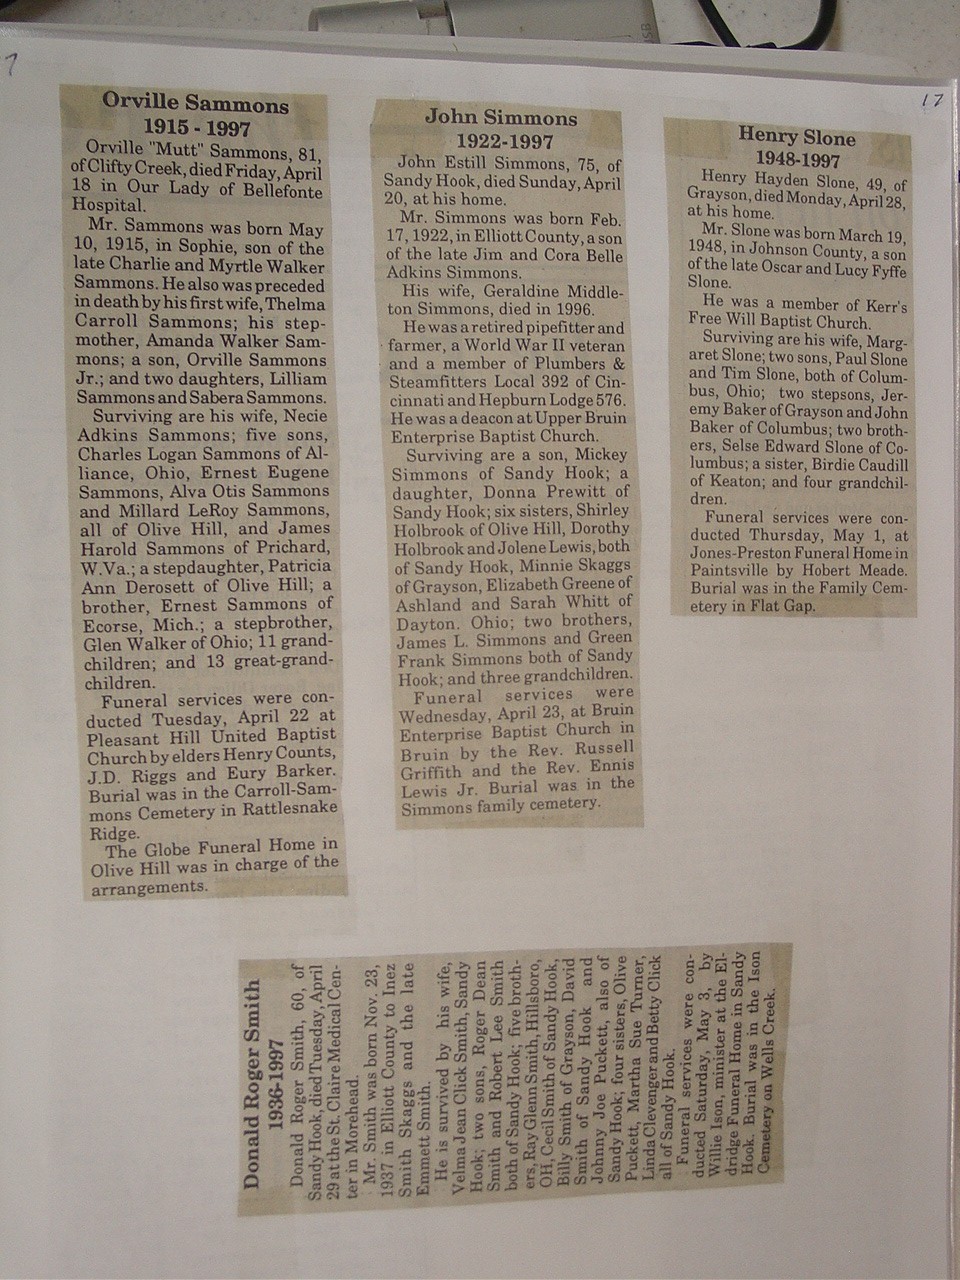 7
17
Orville Sammons
1915 - 1997
Orville "Mutt" Sammons, 81,
of Clifty Creek, died Friday, April
18 in Our Lady of Bellefonte
Hospital.
Mr. Sammons was born May
10, 1915, in Sophie, son of the
late Charlie and Myrtle Walker
Sammons. He also was preceded
in death by his first wife, Thelma
Carroll Sammons; his step-
mother, Amanda Walker Sam-
mons; a son, Orville Sammons
Jr.; and two daughters, Lilliam
Sammons and Sabera Sammons.
Surviving are his wife, Necie
Adkins Sammons; five sons,
Charles Logan Sammons of Al-
liance, Ohio, Ernest Eugene
Sammons, Alva Otis Sammons
and Millard LeRoy Sammons,
all of Olive Hill, and James
Harold Sammons of Prichard,
W.Va.; a stepdaughter, Patricia
Ann Derosett of Olive Hill; a
brother, Ernest Sammons of
Ecorse, Mich.; a stepbrother,
Glen Walker of Ohio; 11 grand-
children; and 13 great-grand-
children.
Funeral services were con-
ducted Tuesday, April 22 at
Pleasant Hill United Baptist
Church by elders Henry Counts,
J.D. Riggs and Eury Barker.
Burial was in the Carroll-Sam-
mons Cemetery in Rattlesnake
Ridge.
The Globe Funeral Home in
Olive Hill was in charge of the
arrangements.
John Simmons
1922-1997
John Estill Simmons, 75, of
Sandy Hook, died Sunday, April
20, at his home.
Mr. Simmons was born Feb.
17, 1922, in Elliott County, a son
of the late Jim and Cora Belle
Adkins Simmons.
His wife, Geraldine Middle-
ton Simmons, died in 1996.
He was a retired pipefitter and
farmer, a World War II veteran
and a member of Plumbers &
Steamfitters Local 392 of Cin-
cinnati and Hepburn Lodge 576.
He was a deacon at Upper Bruin
Enterprise Baptist Church.
Surviving are a son, Mickey
Simmons of Sandy Hook; a
daughter, Donna Prewitt of
Sandy Hook; six sisters, Shirley
Holbrook of Olive Hill, Dorothy
Holbrook and Jolene Lewis, both
of Sandy Hook, Minnie Skaggs
of Grayson, Elizabeth Greene of
Ashland and Sarah Whitt of
Dayton. Ohio; two brothers,
James L. Simmons and Green
Frank Simmons both of Sandy
Hook; and three grandchildren.
Funeral services were
Wednesday, April 23, at Bruin
Enterprise Baptist Church in
Bruin by the Rev. Russell
Griffith and the Rev. Ennis
Lewis Jr. Burial was in the
Simmons family cemetery.
Henry Slone
1948-1997
Henry Hayden Slone, 49, of
Grayson, died Monday, April 28,
at his home.
Mr. Slone was born March 19,
1948, in Johnson County, a son
of the late Oscar and Lucy Fyffe
Slone.
He was a member of Kerr's
Free Will Baptist Church.
Surviving are his wife, Marg-
aret Slone; two sons, Paul Slone
and Tim Slone, both of Colum-
bus, Ohio; two stepsons, Jer-
emy Baker of Grayson and John
Baker of Columbus; two broth-
ers, Selse Edward Slone of Co-
lumbus; a sister, Birdie Caudill
of Keaton; and four grandchil-
dren.
Funeral services were con-
ducted Thursday, May 1, at
Jones-Preston Funeral Home in
Paintsville by Hobert Meade.
Burial was in the Family Cem-
etery in Flat Gap.
Donald Roger Smith
1936-1997
Donald Roger Smith, 60, of
Sandy Hook, died Tuesday, April
29 at the St. Claire Medical Cen-
ter in Morehead.
Mr. Smith was born Nov. 23,
1937 in Elliott County to Inez
Smith Skaggs and the late
Emmett Smith.
He is survived by his wife,
Velma Jean Click Smith, Sandy
Hook; two sons, Roger Dean
Smith and Robert Lee Smith
both of Sandy Hook; five broth-
ers, Ray Glenn Smith, Hillsboro,
OH, Cecil Smith of Sandy Hook,
Billy Smith of Grayson, David
Smith of Sandy Hook and
Johnny Joe Puckett, also of
Sandy Hook; four sisters, Olive
Puckett, Martha Sue Turner,
Linda Clevenger and Betty Click
all of Sandy Hook.
Funeral services were con-
ducted Saturday, May 3, by
Willie Ison, minister at the El-
dridge Funeral Home in Sandy
Hook. Burial was in the Ison
Cemetery on Wells Creek.